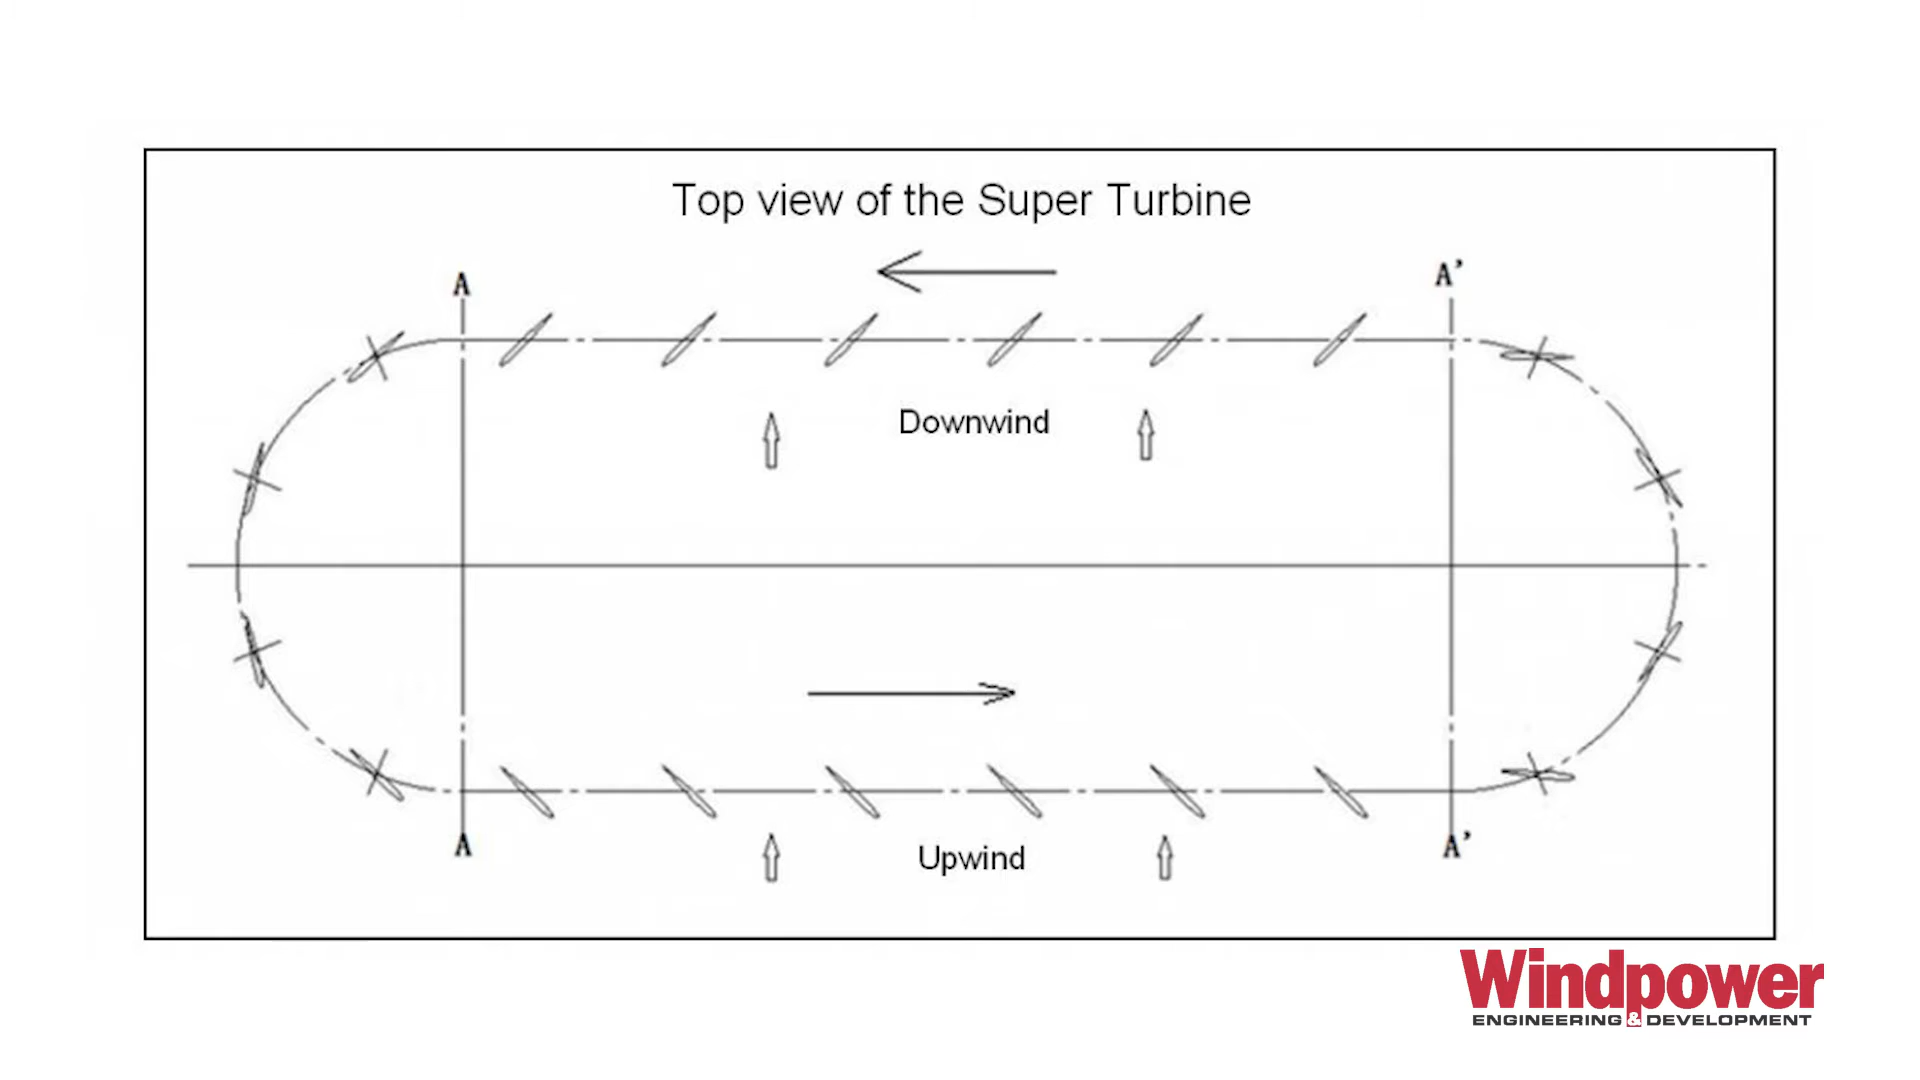 Top view of the Super Turbine
A
A’
Downwind
A
Upwind
A’
Windpower
ENGINEERING & DEVELOPMENT